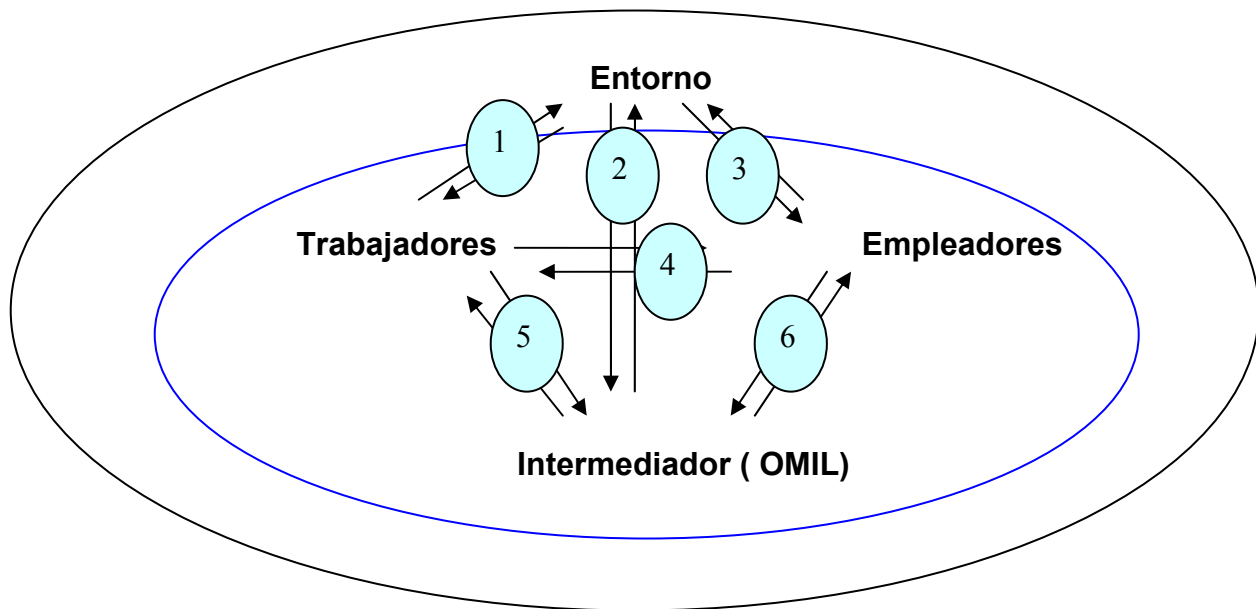 Entorno
1
2
3
Trabajadores
Empleadores
4
5
6
Intermediador ( OMIL)